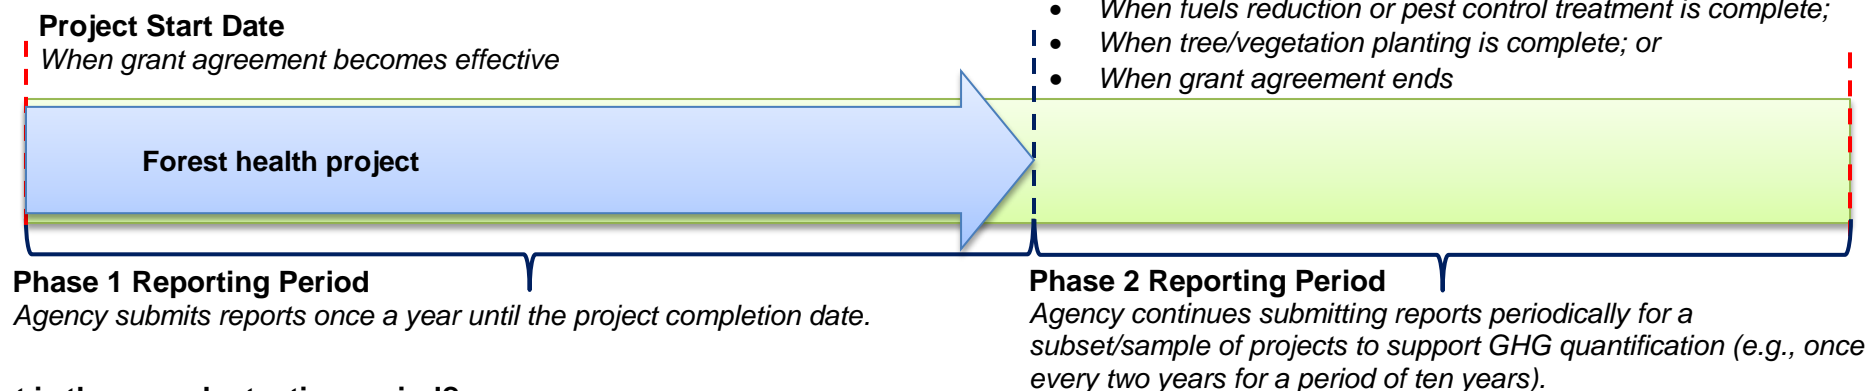 Project Start Date
When grant agreement becomes effective
• When fuels reduction or pest control treatment is complete;
• When tree/vegetation planting is complete; or
• When grant agreement ends
Forest health project
Phase 1 Reporting Period
Agency submits reports once a year until the project completion date.
Phase 2 Reporting Period
Agency continues submitting reports periodically for a
subset/sample of projects to support GHG quantification (e.g., once
every two years for a period of ten years).